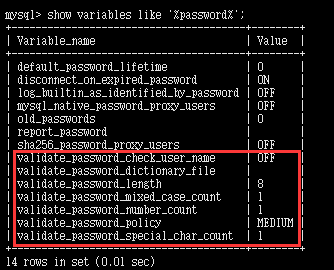 mysql> show variables like '%password%';
+---------------------------------------+--------+
| Variable_name | Value |
+---------------------------------------+--------+
| default_password_lifetime | 0 |
| disconnect_on_expired_password | ON |
| log_builtin_as_identified_by_password | OFF |
| mysql_native_password_proxy_users | OFF |
| old_passwords | 0 |
| report_password | |
| sha256_password_proxy_users | OFF |
| validate_password_check_user_name | OFF |
| validate_password_dictionary_file | |
| validate_password_length | 8 |
| validate_password_mixed_case_count | 1 |
| validate_password_number_count | 1 |
| validate_password_policy | MEDIUM |
| validate_password_special_char_count | 1 |
+---------------------------------------+--------+
14 rows in set (0.01 sec)